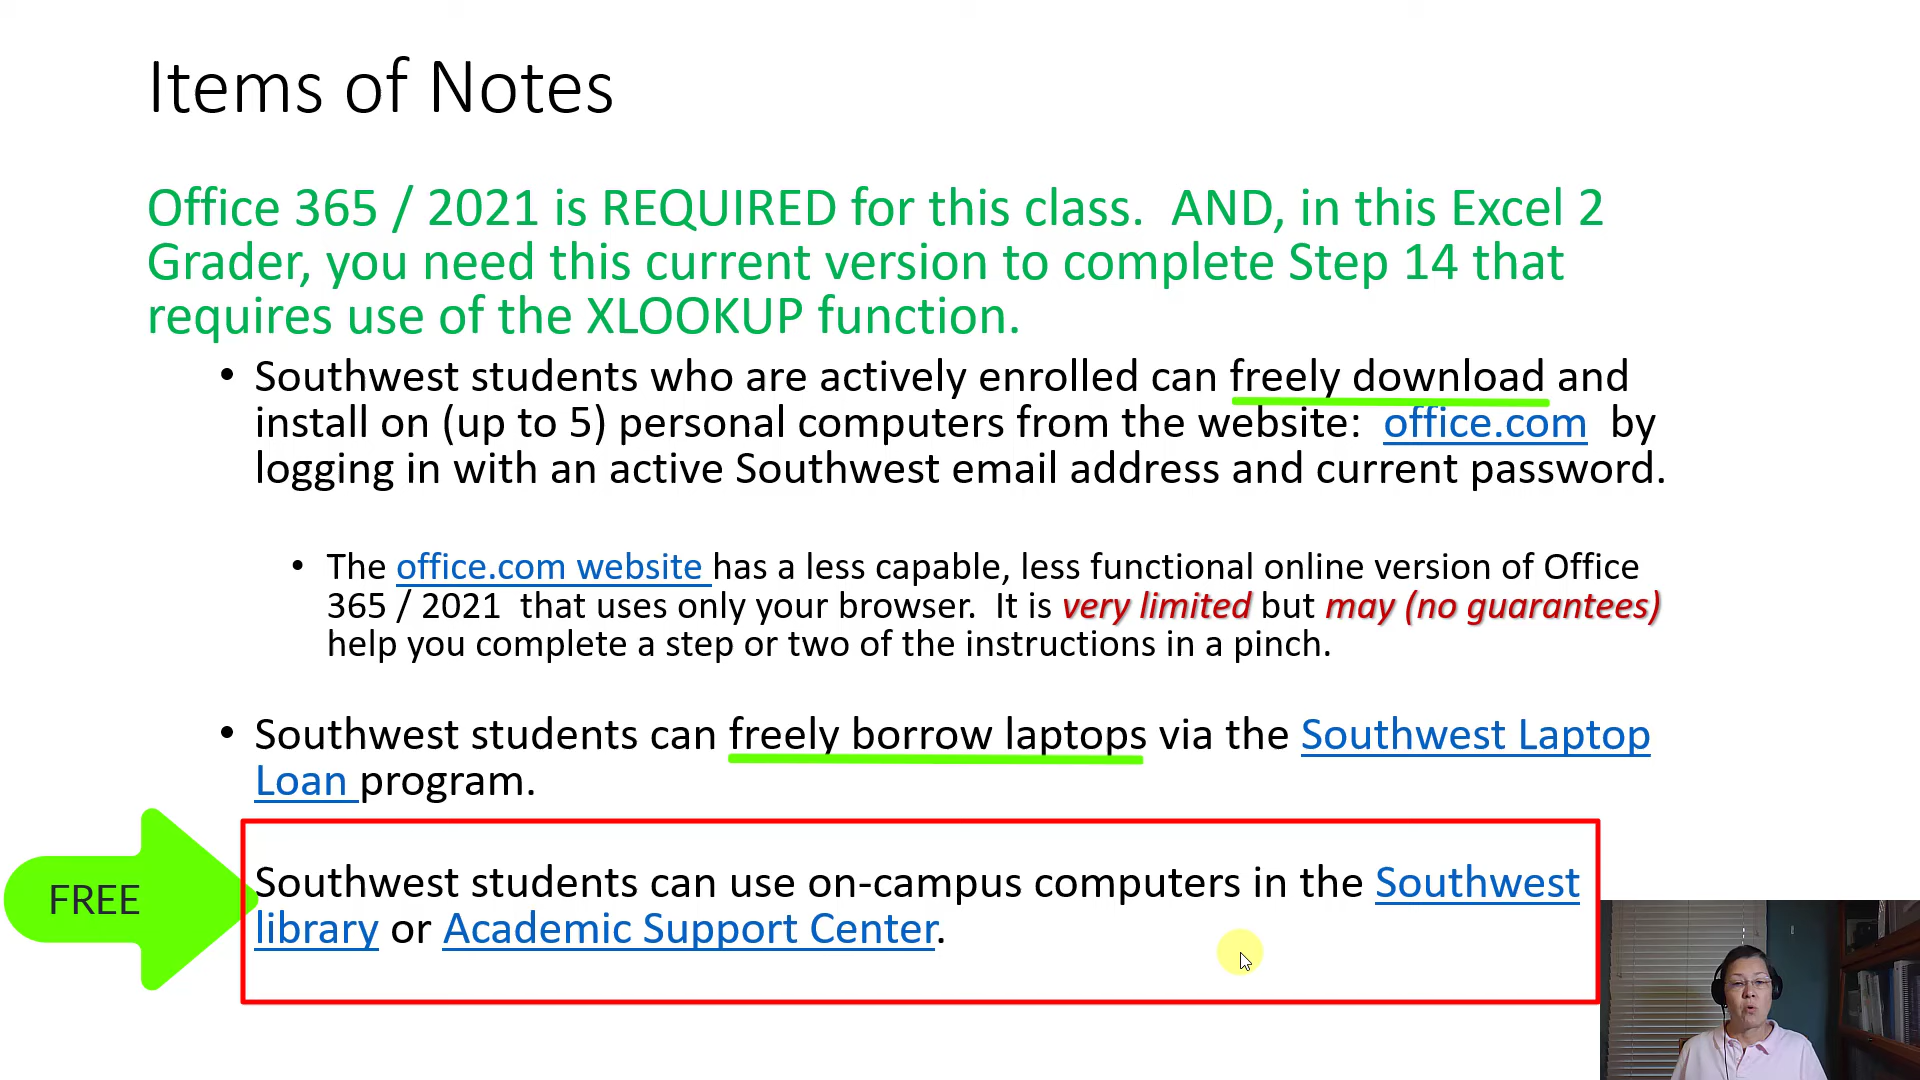 Items of Notes
Office 365 / 2021 is REQUIRED for this class.  AND, in this Excel 2
Grader, you need this current version to complete Step 14 that
requires use of the XLOOKUP function.
• Southwest students who are actively enrolled can freely download and
install on (up to 5) personal computers from the website:  office.com  by
logging in with an active Southwest email address and current password.
• The office.com website has a less capable, less functional online version of Office
365 / 2021  that uses only your browser.  It is very limited but may (no guarantees)
help you complete a step or two of the instructions in a pinch.
• Southwest students can freely borrow laptops via the Southwest Laptop
Loan program.
FREE
Southwest students can use on-campus computers in the Southwest
library or Academic Support Center.